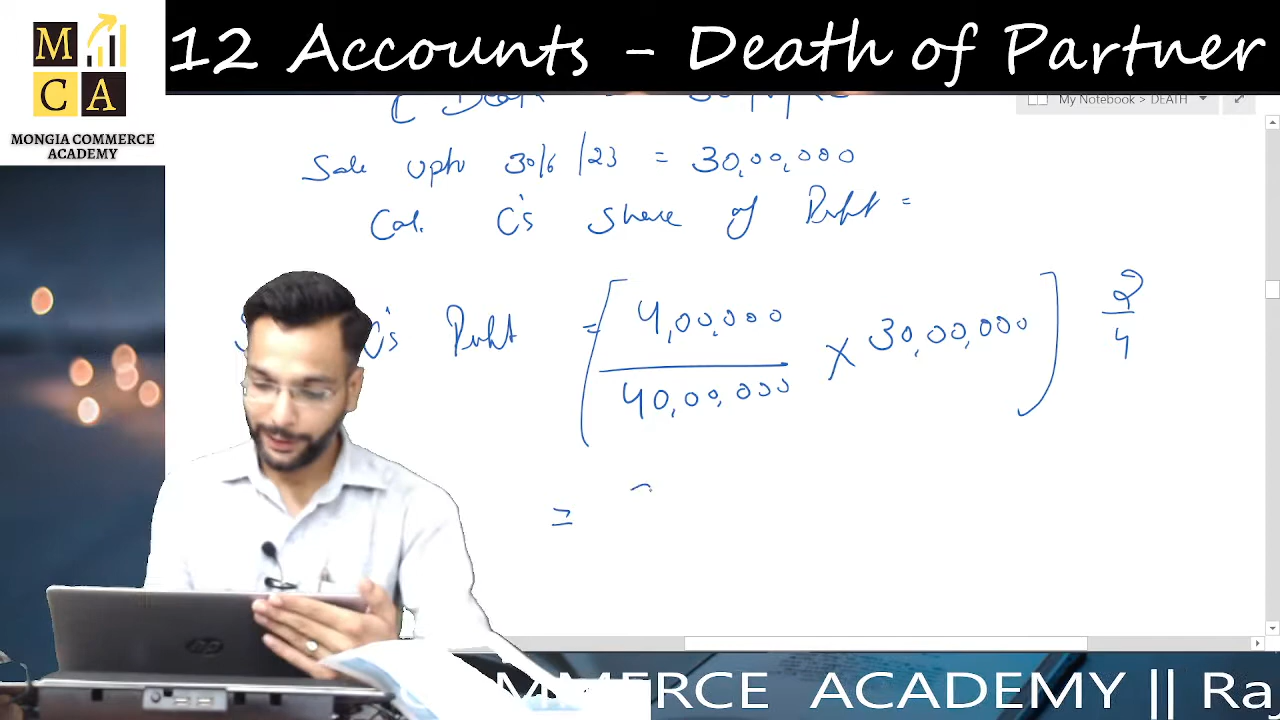 12 Accounts - Death of Partner
M
C A
MONGIA COMMERCE
ACADEMY
My Notebook > DEATH
C Death
Sale upto 30/6/23 = 30,00,000
Cal. C's Share of Profit =
C's Profit = [4,00,000 / 40,00,000 × 30,00,000] 2/4
=
hp
MMERCE ACADEMY || Ra